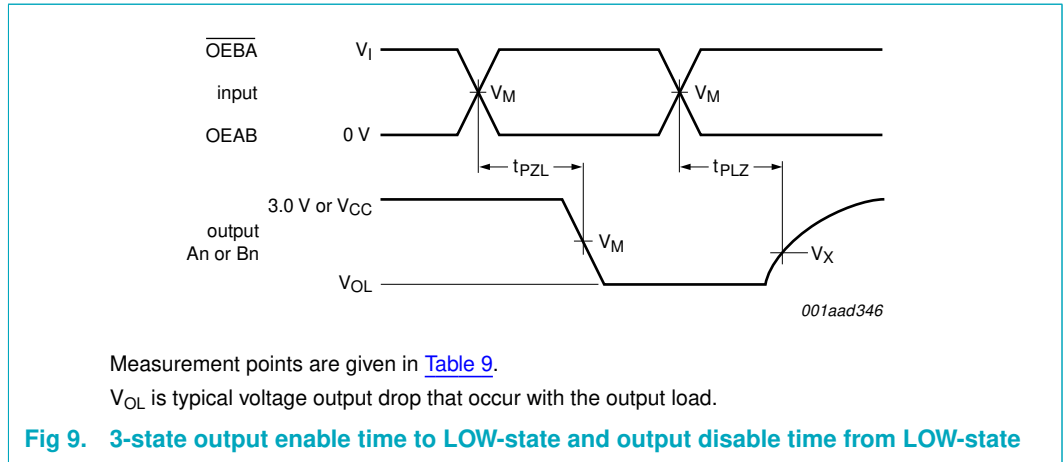 OEBA
V_I
input
V_M
V_M
OEAB
0 V
t_PZL
t_PLZ
3.0 V or V_CC
output
An or Bn
V_M
V_X
V_OL
001aad346
Measurement points are given in Table 9.
V_OL is typical voltage output drop that occur with the output load.
Fig 9. 3-state output enable time to LOW-state and output disable time from LOW-state